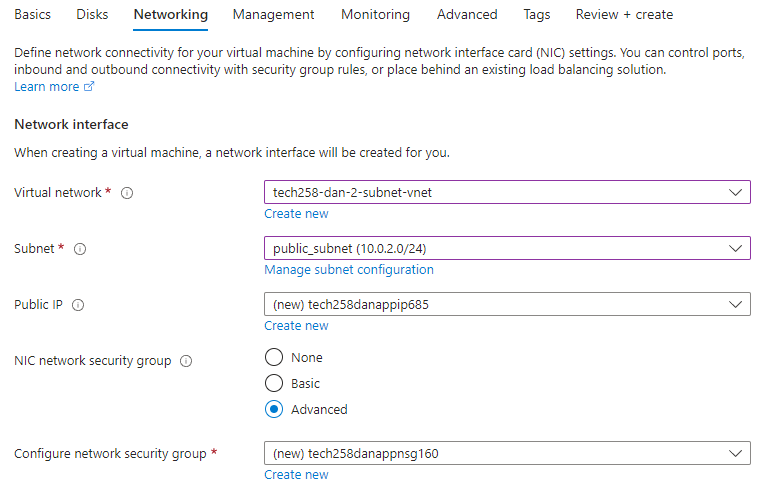 Basics Disks Networking Management Monitoring Advanced Tags Review + create
Define network connectivity for your virtual machine by configuring network interface card (NIC) settings. You can control ports,
inbound and outbound connectivity with security group rules, or place behind an existing load balancing solution.
Learn more
Network interface
When creating a virtual machine, a network interface will be created for you.
Virtual network * tech258-dan-2-subnet-vnet
Create new
Subnet * public_subnet (10.0.2.0/24)
Manage subnet configuration
Public IP (new) tech258danappip685
Create new
NIC network security group None
Basic
Advanced
Configure network security group * (new) tech258danappnsg160
Create new